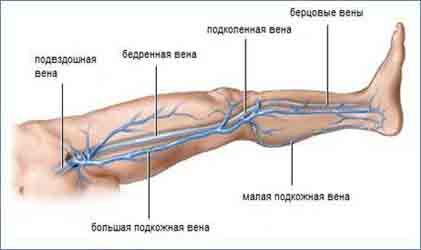 берцовые вены
подколенная вена
бедренная вена
подвздошная
вена
малая подкожная вена
большая подкожная вена